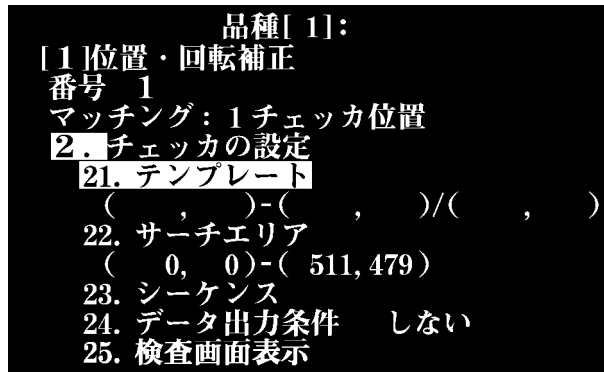 品種[ 1]:
[1]位置・回転補正
番号 1
マッチング: 1チェッカ位置
2. チェッカの設定
21. テンプレート
( , )-( , )/( , )
22. サーチエリア
( 0, 0)-( 511,479)
23. シーケンス
24. データ出力条件 しない
25. 検査画面表示